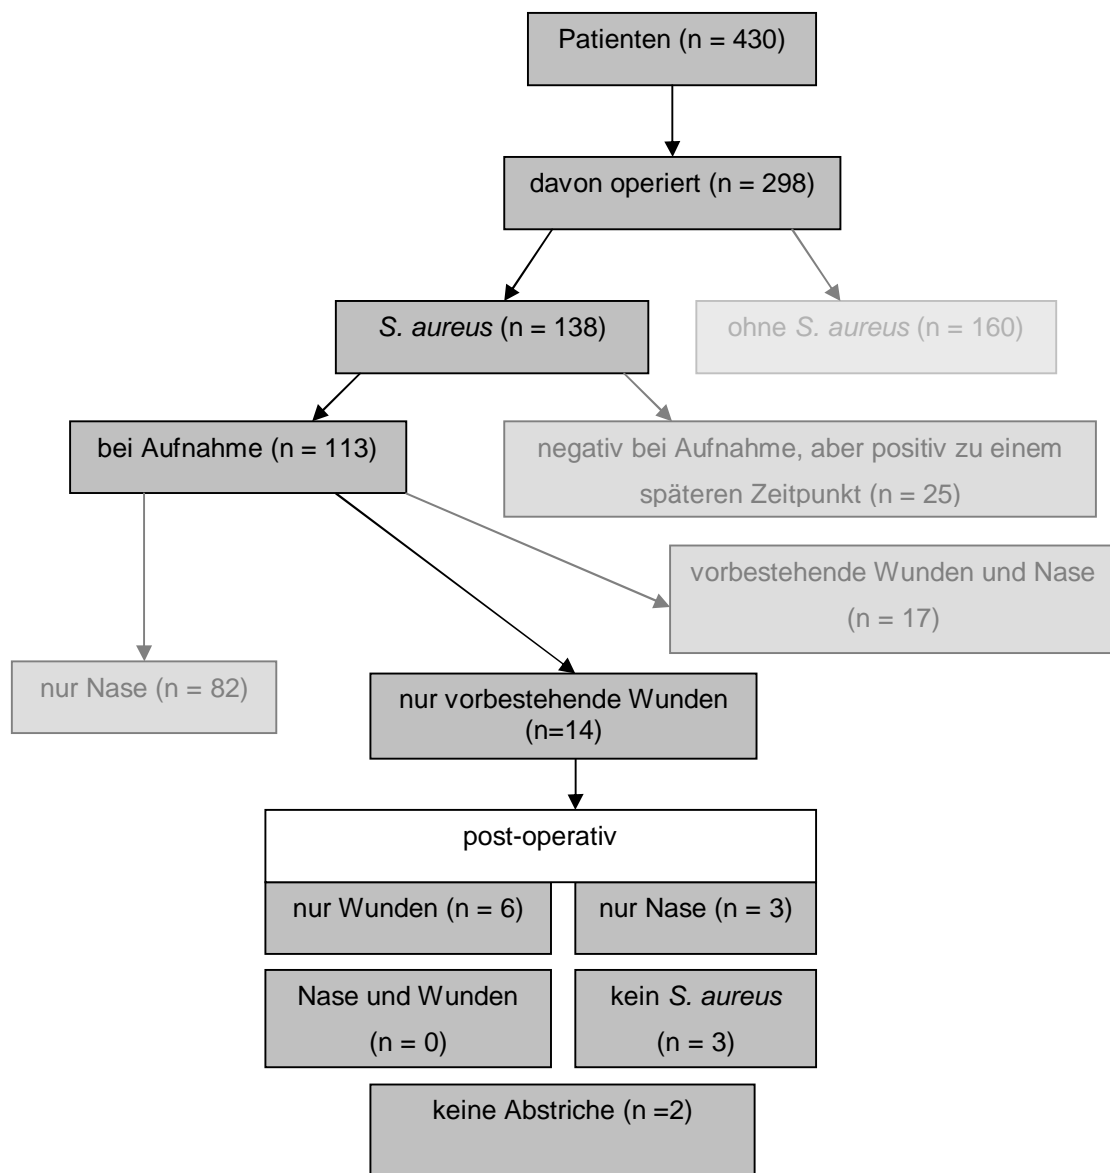 Patienten (n = 430)
davon operiert (n = 298)
S. aureus (n = 138)
ohne S. aureus (n = 160)
bei Aufnahme (n = 113)
negativ bei Aufnahme, aber positiv zu einem
späteren Zeitpunkt (n = 25)
vorbestehende Wunden und Nase
(n = 17)
nur Nase (n = 82)
nur vorbestehende Wunden
(n=14)
post-operativ
nur Wunden (n = 6)
nur Nase (n = 3)
Nase und Wunden
(n = 0)
kein S. aureus
(n = 3)
keine Abstriche (n =2)